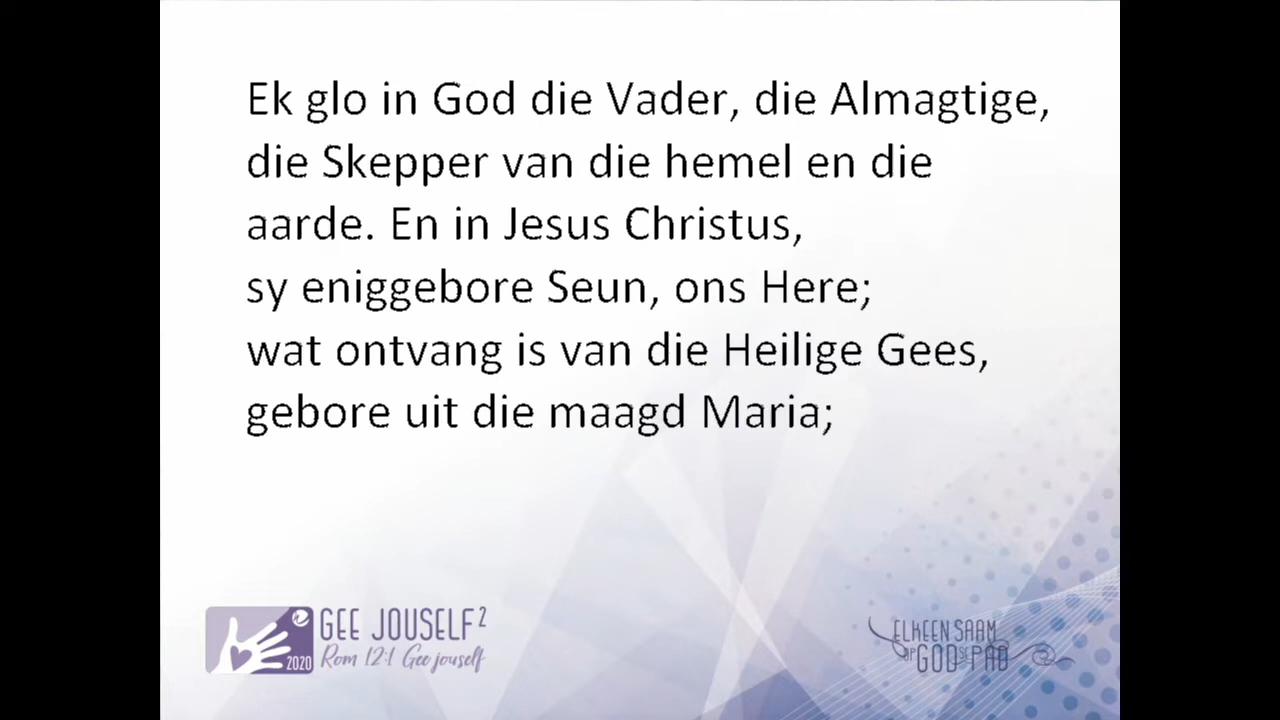 Ek glo in God die Vader, die Almagtige,
die Skepper van die hemel en die
aarde. En in Jesus Christus,
sy eniggebore Seun, ons Here;
wat ontvang is van die Heilige Gees,
gebore uit die maagd Maria;
GEE JOUSELF²
Rom 12:1 Gee jouself
2020
ELKEEN SAAM
OP GOD SE PAD